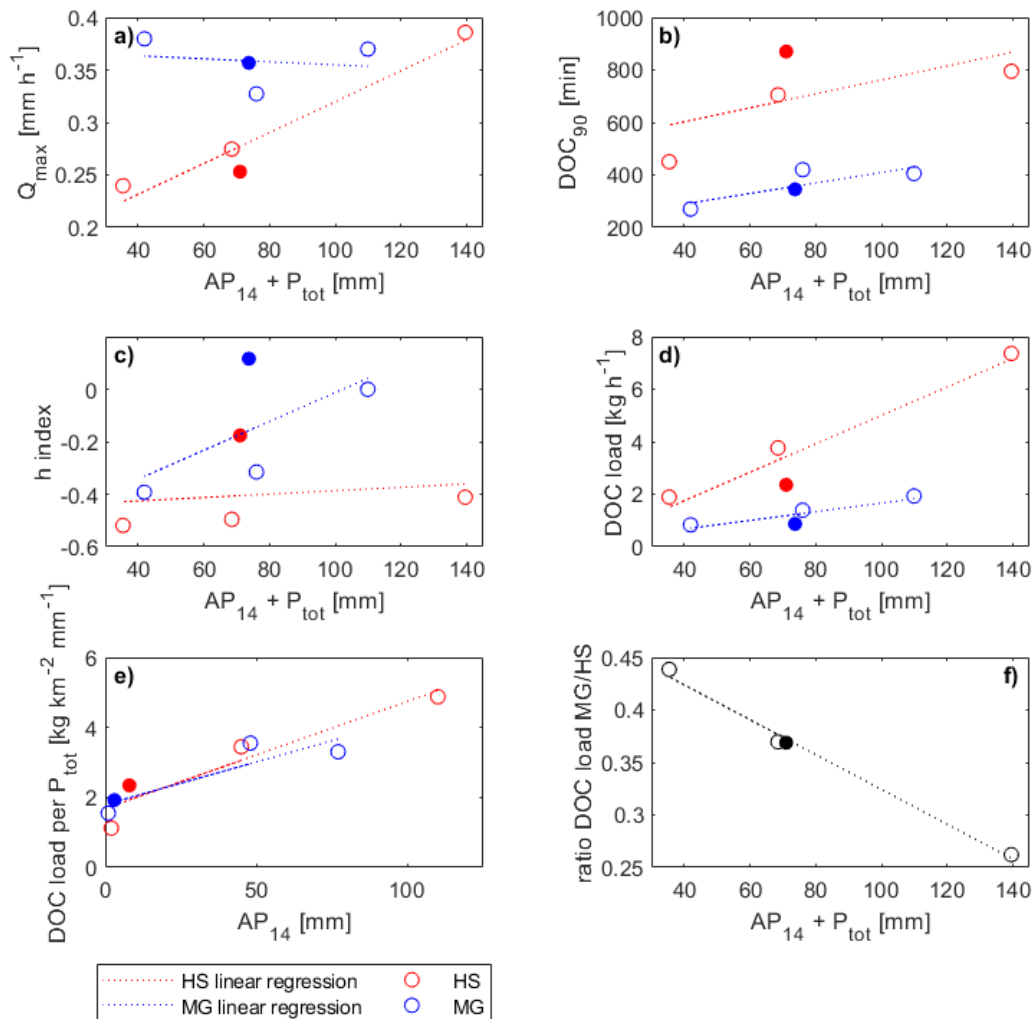 a)
Q_max [mm h^-1]
0.4
0.35
0.3
0.25
0.2
40 60 80 100 120 140
AP_14 + P_tot [mm]
b)
DOC_90 [min]
1000
800
600
400
200
40 60 80 100 120 140
AP_14 + P_tot [mm]
c)
h index
0
-0.2
-0.4
-0.6
40 60 80 100 120 140
AP_14 + P_tot [mm]
d)
DOC load [kg h^-1]
8
6
4
2
0
40 60 80 100 120 140
AP_14 + P_tot [mm]
e)
DOC load per P_tot [kg km^-2 mm^-1]
6
4
2
0
0 50 100
AP_14 [mm]
f)
ratio DOC load MG/HS
0.45
0.4
0.35
0.3
0.25
40 60 80 100 120 140
AP_14 + P_tot [mm]
HS linear regression HS
MG linear regression MG